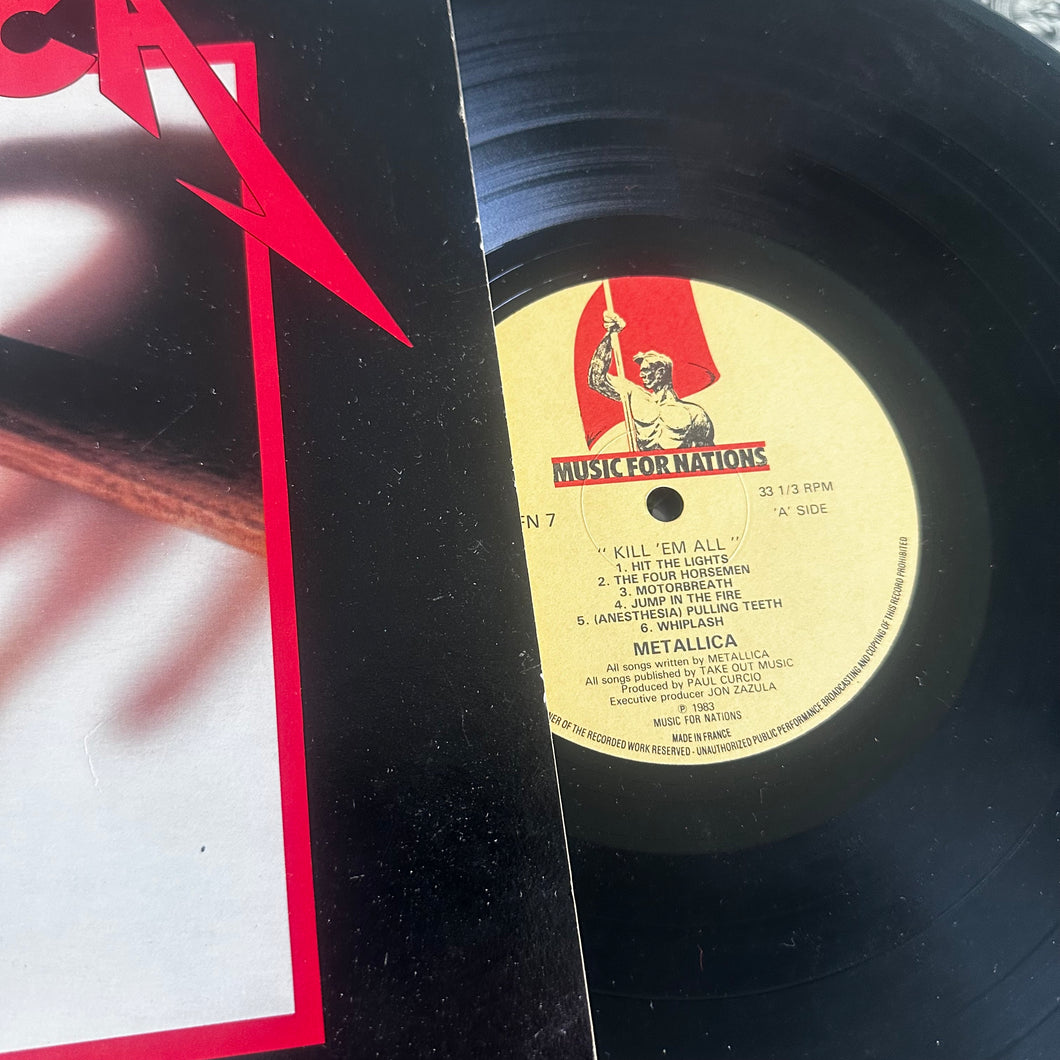 CA
MUSIC FOR NATIONS
33 1/3 RPM
FN 7
'A' SIDE
" KILL 'EM ALL "
1. HIT THE LIGHTS
2. THE FOUR HORSEMEN
3. MOTORBREATH
4. JUMP IN THE FIRE
5. (ANESTHESIA) PULLING TEETH
6. WHIPLASH
METALLICA
All songs written by METALLICA
All songs published by TAKE OUT MUSIC
Produced by PAUL CURCIO
Executive producer JON ZAZULA
℗ 1983
MUSIC FOR NATIONS
MADE IN FRANCE
NER OF THE RECORDED WORK RESERVED - UNAUTHORIZED PUBLIC PERFORMANCE BROADCASTING AND COPYING OF THIS RECORD PROHIBITED